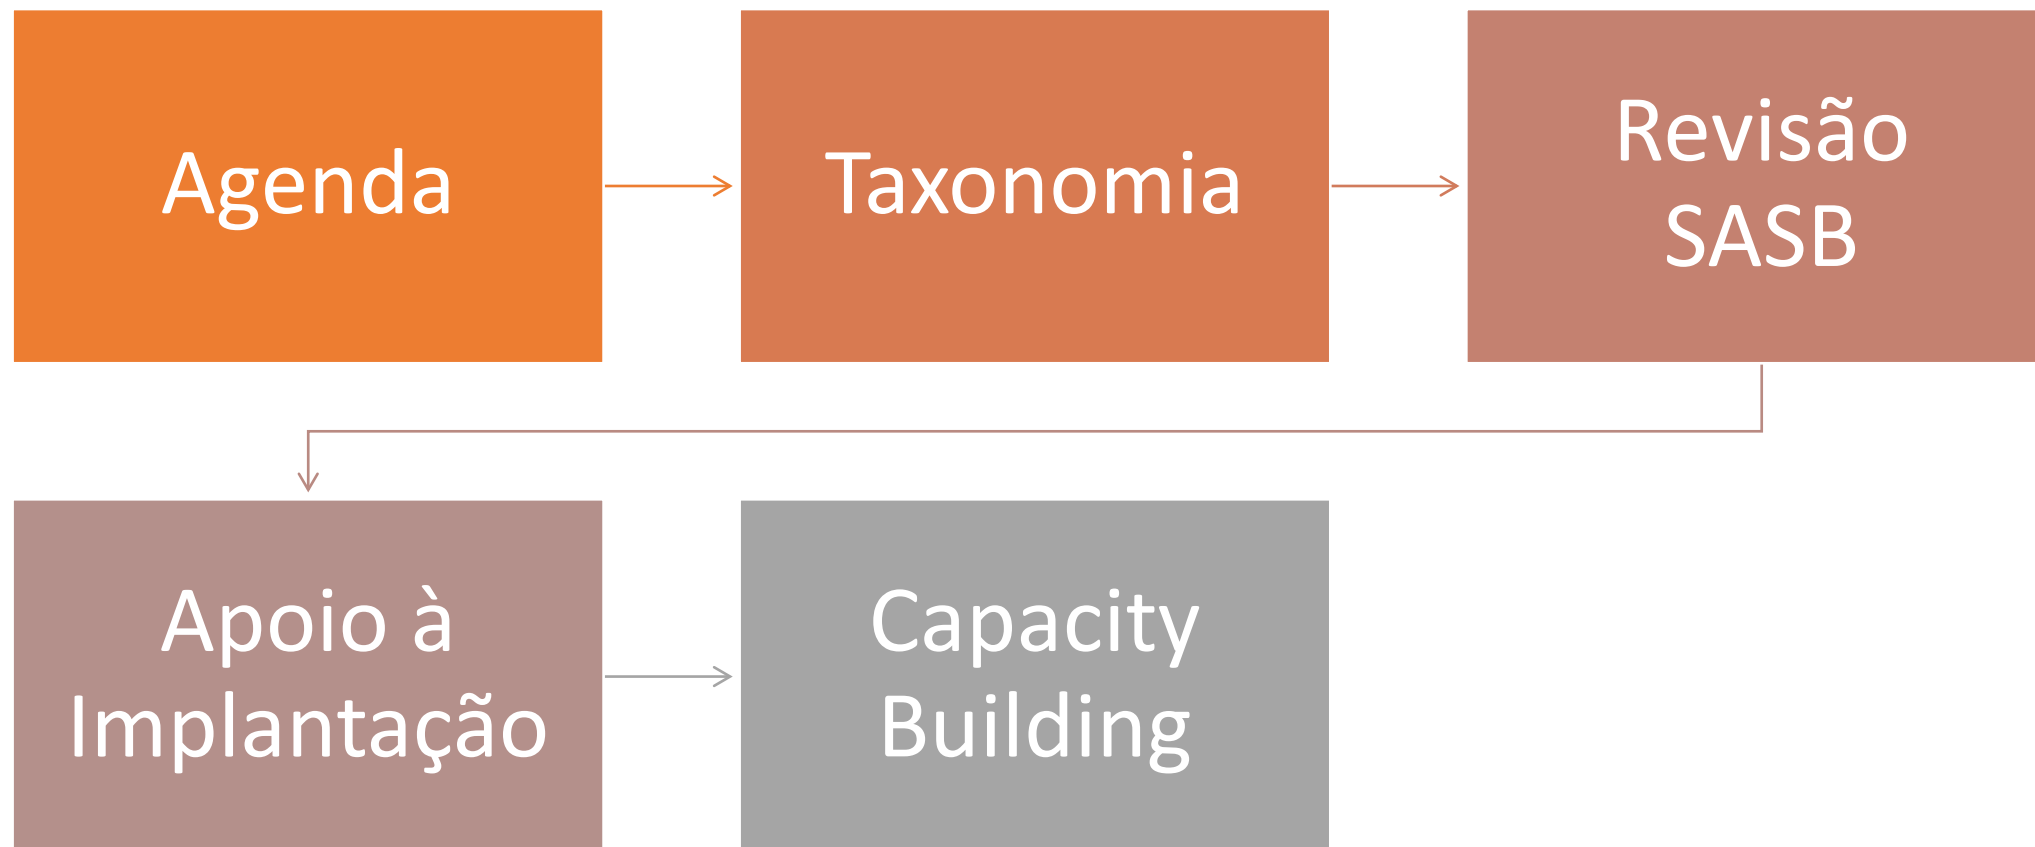 Agenda
Taxonomia
Revisão
SASB
Apoio à
Implantação
Capacity
Building